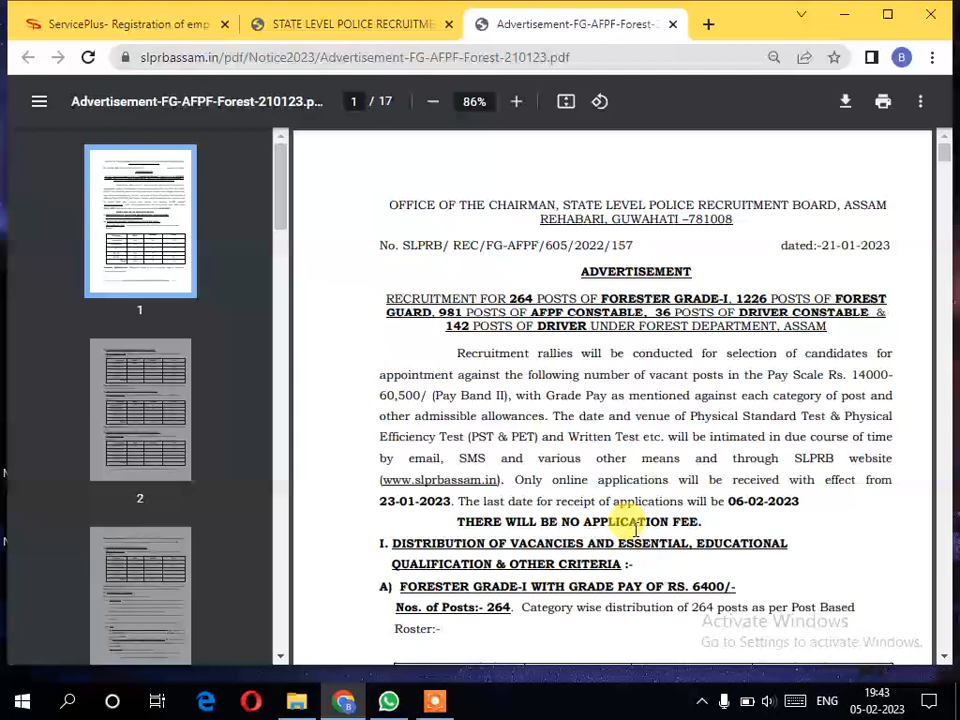 ServicePlus- Registration of emp
STATE LEVEL POLICE RECRUITME
Advertisement-FG-AFPF-Forest-
slprbassam.in/pdf/Notice2023/Advertisement-FG-AFPF-Forest-210123.pdf
B
Advertisement-FG-AFPF-Forest-210123.p...
1 / 17
86%
1
2
OFFICE OF THE CHAIRMAN, STATE LEVEL POLICE RECRUITMENT BOARD, ASSAM
REHABARI, GUWAHATI –781008
No. SLPRB/ REC/FG-AFPF/605/2022/157 dated:-21-01-2023
ADVERTISEMENT
RECRUITMENT FOR 264 POSTS OF FORESTER GRADE-I, 1226 POSTS OF FOREST
GUARD, 981 POSTS OF AFPF CONSTABLE, 36 POSTS OF DRIVER CONSTABLE &
142 POSTS OF DRIVER UNDER FOREST DEPARTMENT, ASSAM
Recruitment rallies will be conducted for selection of candidates for
appointment against the following number of vacant posts in the Pay Scale Rs. 14000-
60,500/ (Pay Band II), with Grade Pay as mentioned against each category of post and
other admissible allowances. The date and venue of Physical Standard Test & Physical
Efficiency Test (PST & PET) and Written Test etc. will be intimated in due course of time
by email, SMS and various other means and through SLPRB website
(www.slprbassam.in). Only online applications will be received with effect from
23-01-2023. The last date for receipt of applications will be 06-02-2023
THERE WILL BE NO APPLICATION FEE.
I. DISTRIBUTION OF VACANCIES AND ESSENTIAL, EDUCATIONAL
QUALIFICATION & OTHER CRITERIA :-
A) FORESTER GRADE-I WITH GRADE PAY OF RS. 6400/-
Nos. of Posts:- 264. Category wise distribution of 264 posts as per Post Based
Roster:-
Activate Windows
Go to Settings to activate Windows.
ENG
19:43
05-02-2023